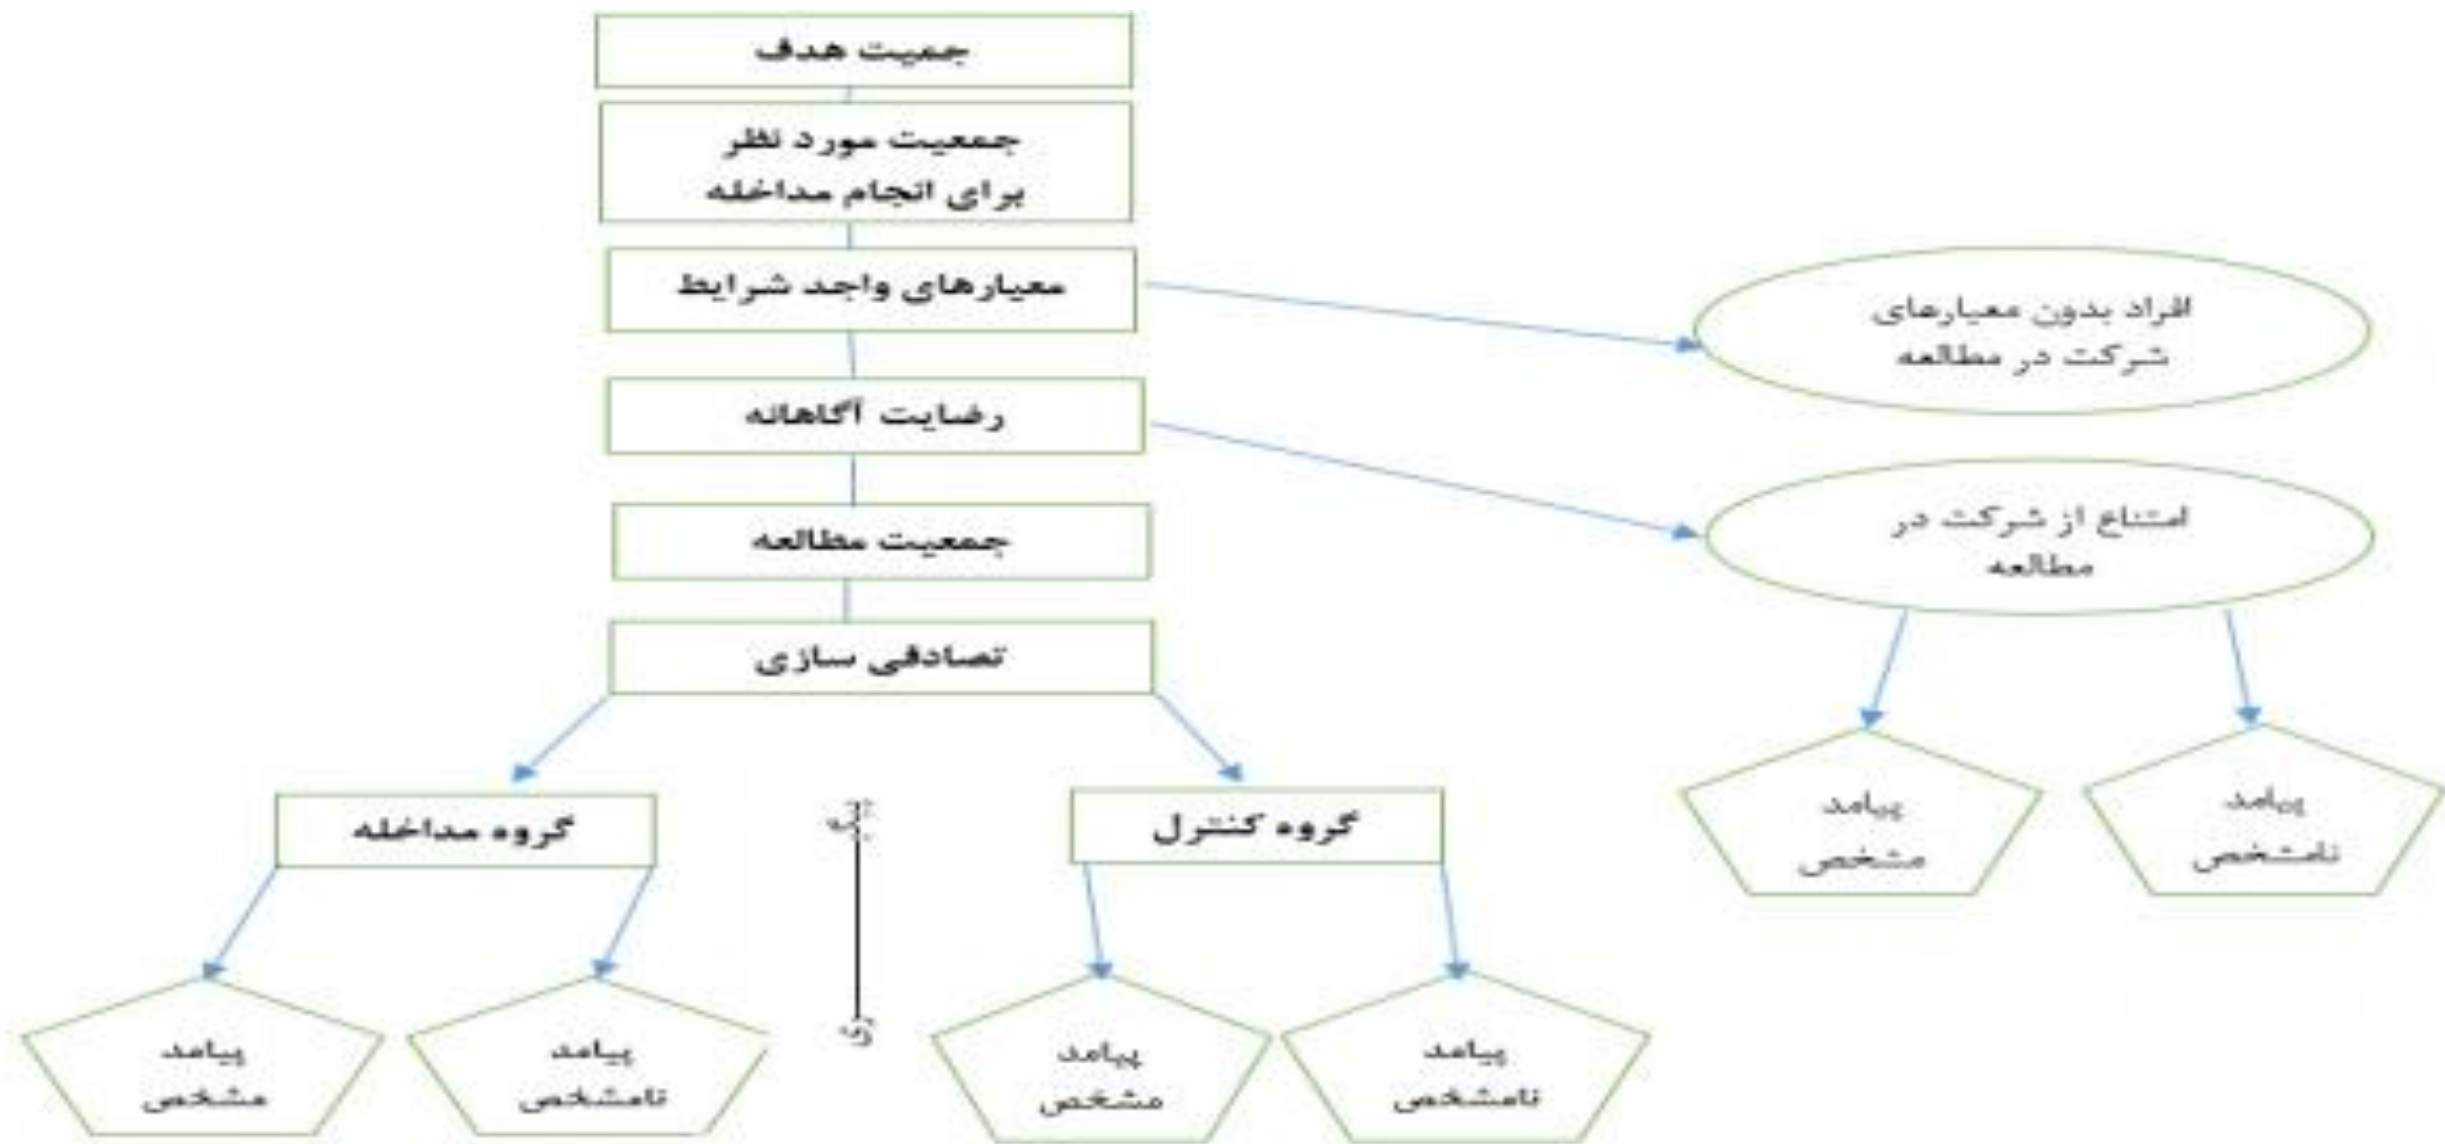 جمیت هدف
جمعیت مورد نظر
برای انجام مداخله
معیارهای واجد شرایط
افراد بدون معیارهای
شرکت در مطالعه
رضایت آگاهانه
امتناع از شرکت در
مطالعه
جمعیت مطالعه
تصادفی سازی
پیامد
مشخص
پیامد
نامشخص
گروه مداخله
پیگیری
گروه کنترل
پیامد
مشخص
پیامد
نامشخص
پیامد
مشخص
پیامد
نامشخص